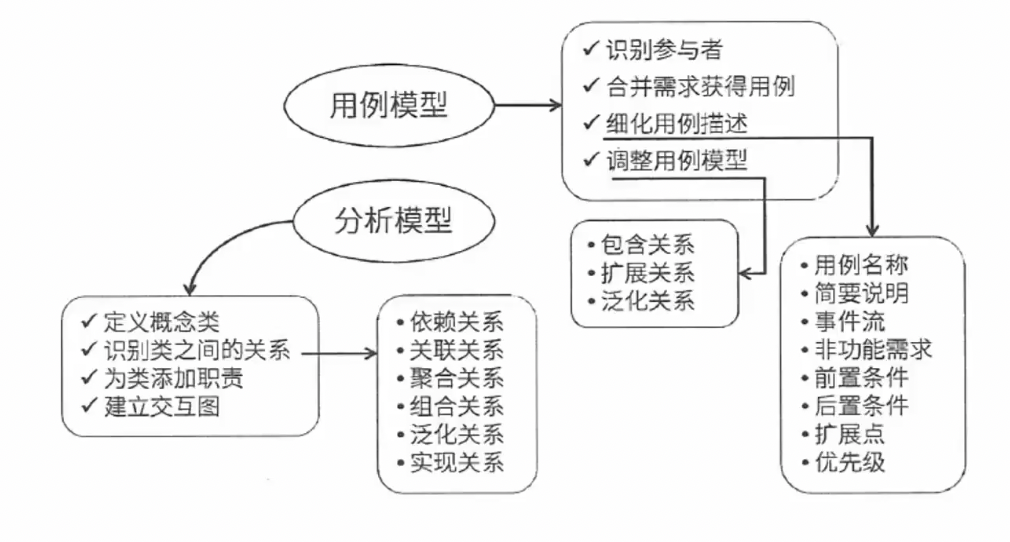 用例模型
✓ 识别参与者
✓ 合并需求获得用例
✓ 细化用例描述
✓ 调整用例模型
• 包含关系
• 扩展关系
• 泛化关系
• 用例名称
• 简要说明
• 事件流
• 非功能需求
• 前置条件
• 后置条件
• 扩展点
• 优先级
分析模型
✓ 定义概念类
✓ 识别类之间的关系
✓ 为类添加职责
✓ 建立交互图
• 依赖关系
• 关联关系
• 聚合关系
• 组合关系
• 泛化关系
• 实现关系